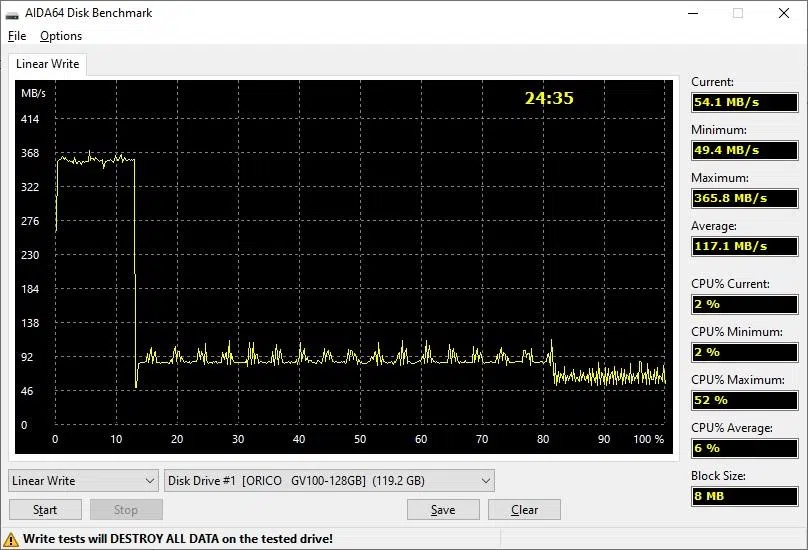 AIDA64 Disk Benchmark
File Options
Linear Write
MB/s
24:35
414
368
322
276
230
184
138
92
46
0
0 10 20 30 40 50 60 70 80 90 100 %
Current:
54.1 MB/s
Minimum:
49.4 MB/s
Maximum:
365.8 MB/s
Average:
117.1 MB/s
CPU% Current:
2 %
CPU% Minimum:
2 %
CPU% Maximum:
52 %
CPU% Average:
6 %
Block Size:
8 MB
Linear Write
Disk Drive #1 [ORICO GV100-128GB] (119.2 GB)
Start Stop Save Clear
Write tests will DESTROY ALL DATA on the tested drive!